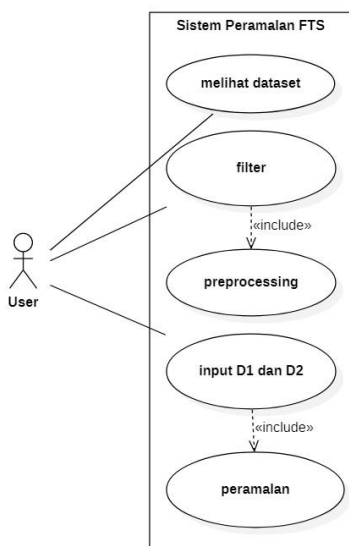 Sistem Peramalan FTS
melihat dataset
filter
«include»
preprocessing
User
input D1 dan D2
«include»
peramalan